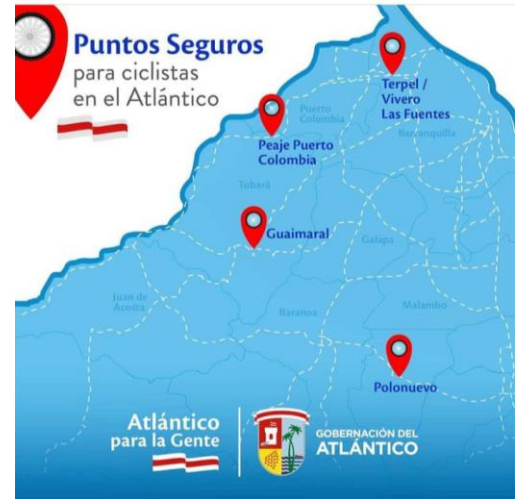 Puntos Seguros
para ciclistas
en el Atlántico
Terpel /
Vivero
Las Fuentes
Puerto
Colombia
Barranquilla
Peaje Puerto
Colombia
Tobará
Guaimaral
Galapa
Juan de
Acosta
Baranoa
Malambo
Polonuevo
Atlántico
para la Gente
GOBERNACIÓN DEL
ATLÁNTICO